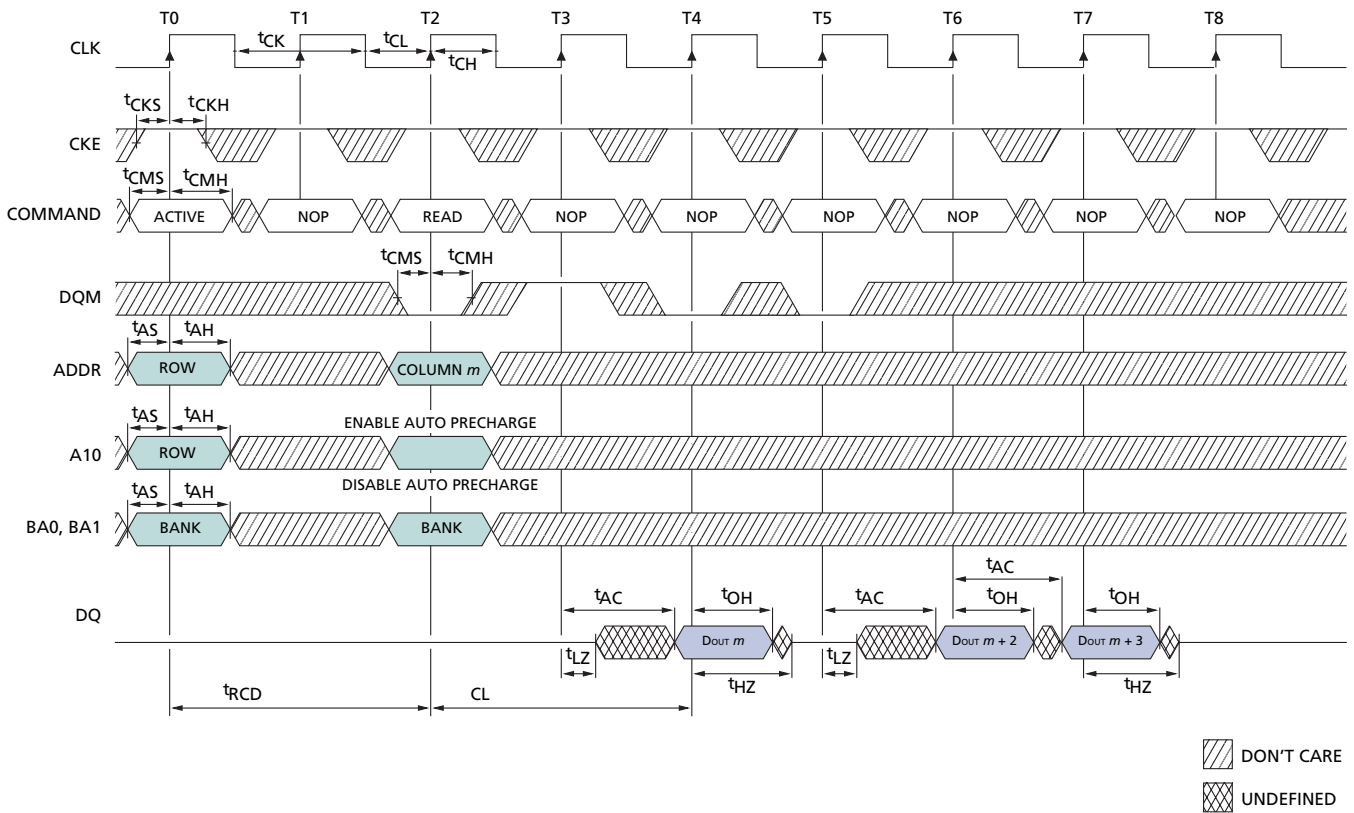 T0 T1 T2 T3 T4 T5 T6 T7 T8
CLK tCK tCL tCH
tCKS tCKH
CKE
tCMS tCMH
COMMAND ACTIVE NOP READ NOP NOP NOP NOP NOP NOP
tCMS tCMH
DQM
tAS tAH
ADDR ROW COLUMN m
tAS tAH ENABLE AUTO PRECHARGE
A10 ROW
DISABLE AUTO PRECHARGE
tAS tAH
BA0, BA1 BANK BANK
tAC tOH tAC tAC tOH tOH
DQ
DOUT m DOUT m + 2 DOUT m + 3
tLZ tHZ tLZ tHZ
tRCD CL
DON'T CARE
UNDEFINED